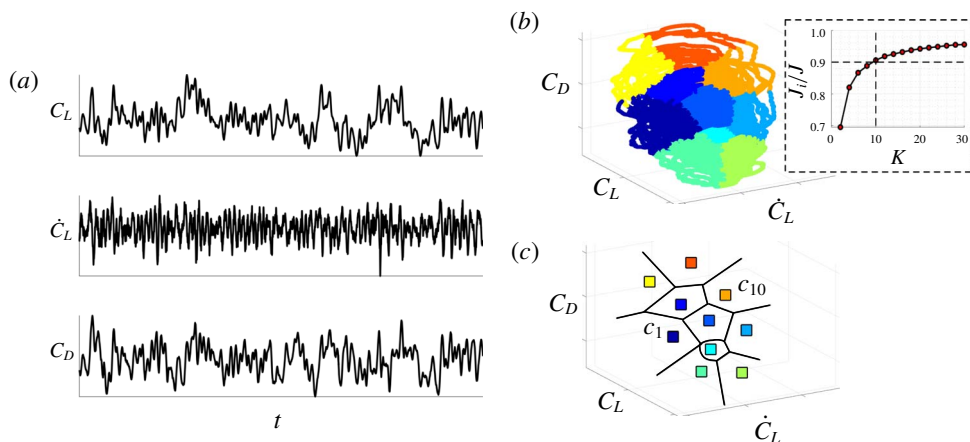 (a)
C_L
Ċ_L
C_D
t
(b)
C_D
C_L
Ċ_L
J_i/J
1.0
0.9
0.8
0.7
0 10 20 30
K
(c)
C_D
C_L
Ċ_L
c_10
c_1